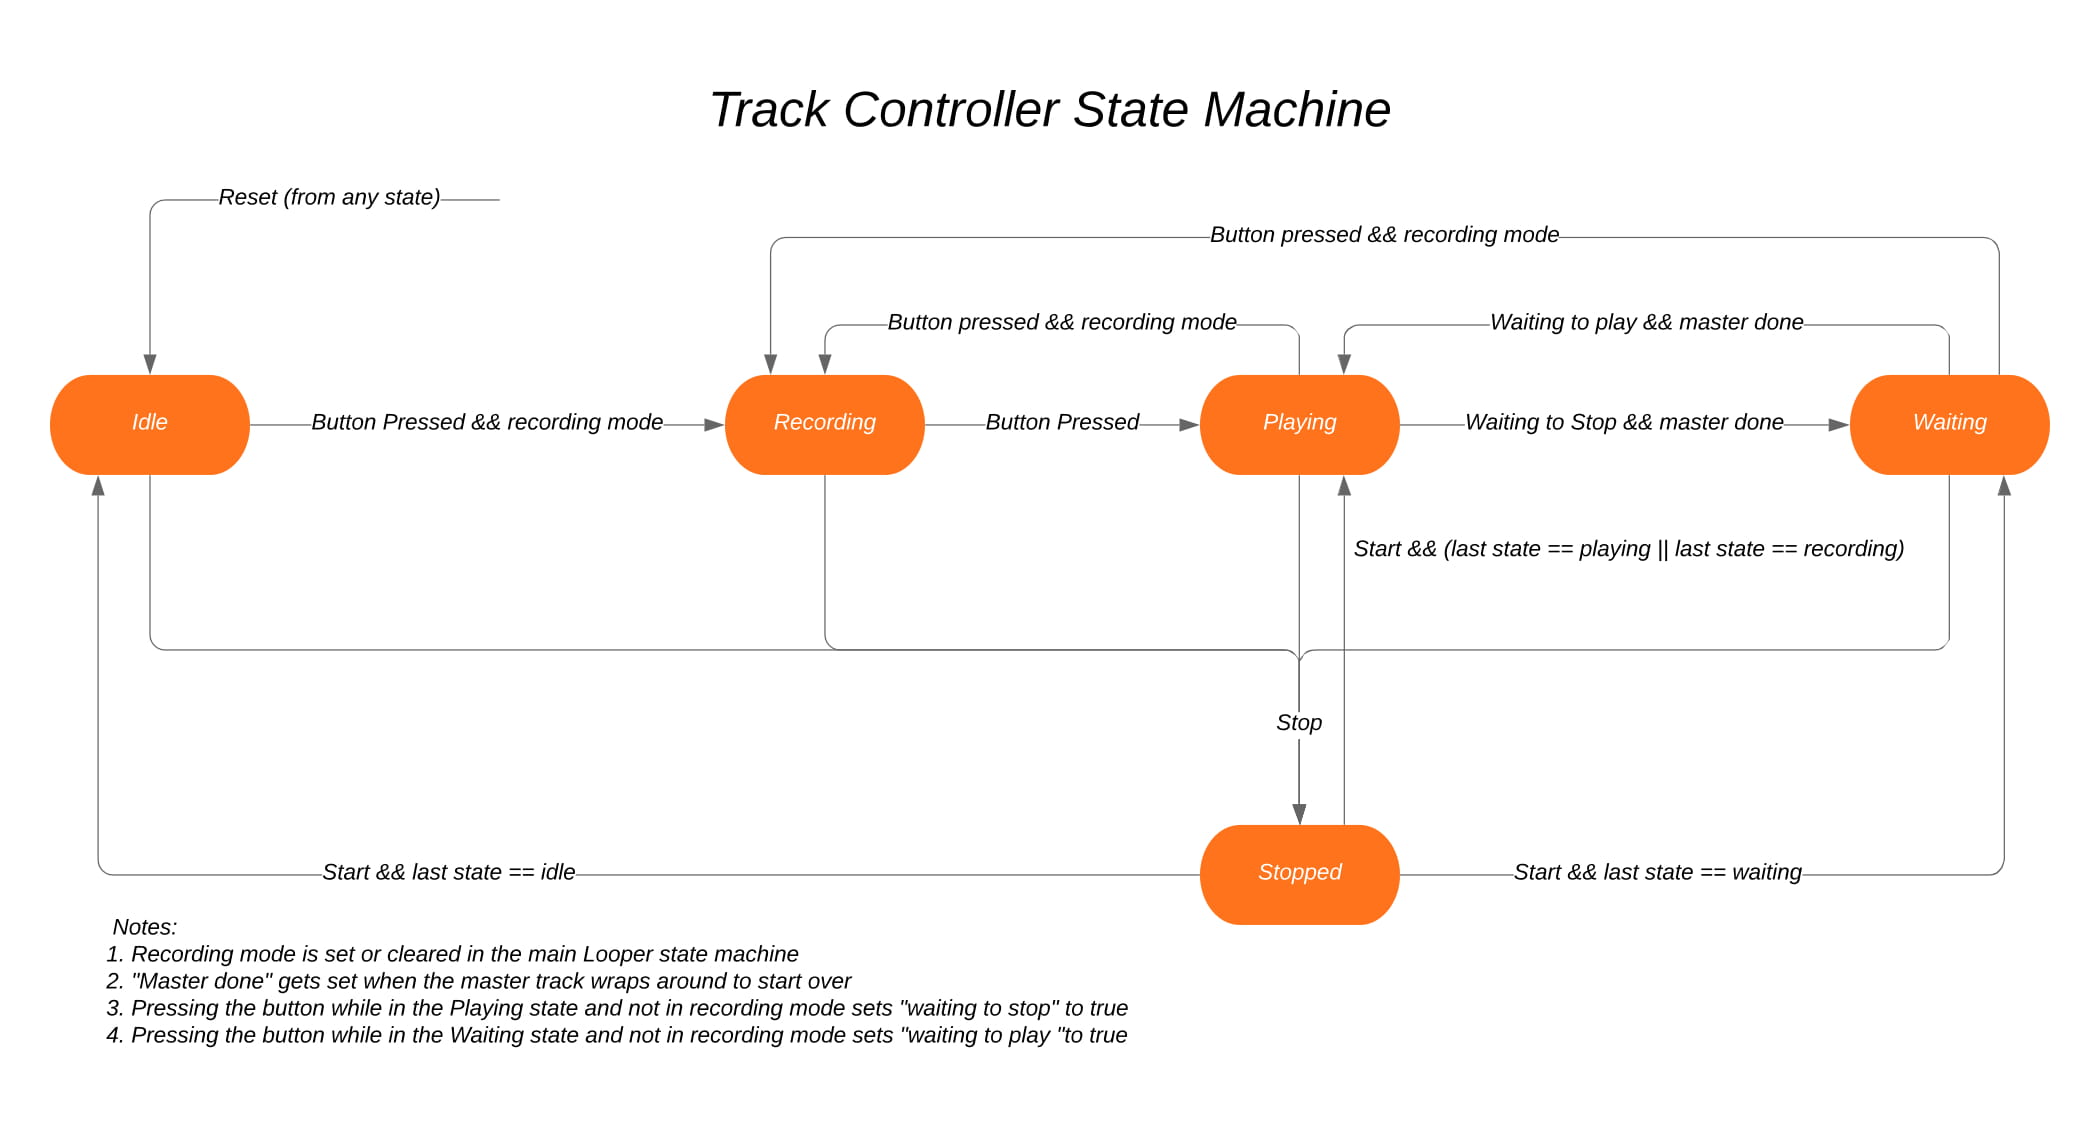 Track Controller State Machine
Reset (from any state)
Button pressed && recording mode
Button pressed && recording mode
Waiting to play && master done
Idle
Button Pressed && recording mode
Recording
Button Pressed
Playing
Waiting to Stop && master done
Waiting
Start && (last state == playing || last state == recording)
Stop
Start && last state == idle
Stopped
Start && last state == waiting
Notes:
1. Recording mode is set or cleared in the main Looper state machine
2. "Master done" gets set when the master track wraps around to start over
3. Pressing the button while in the Playing state and not in recording mode sets "waiting to stop" to true
4. Pressing the button while in the Waiting state and not in recording mode sets "waiting to play "to true